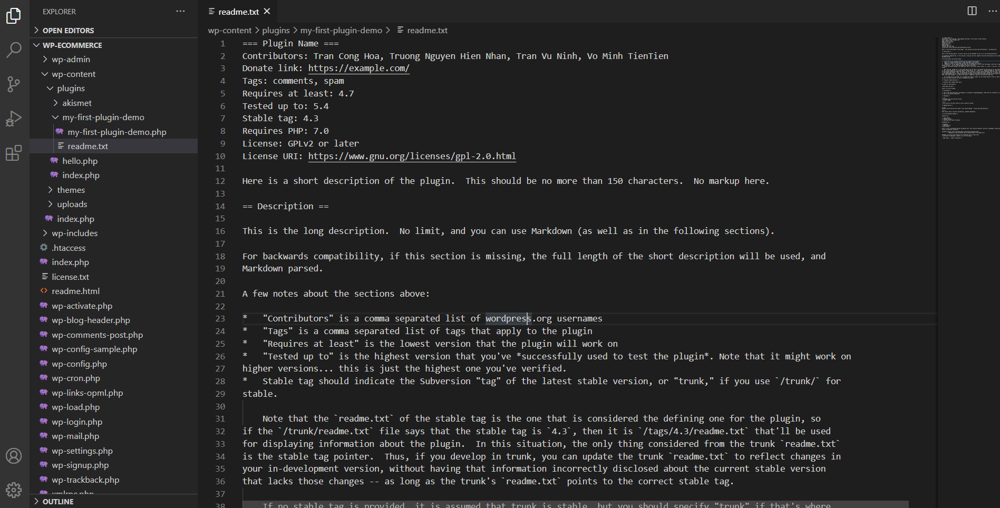 EXPLORER
OPEN EDITORS
WP-ECOMMERCE
wp-admin
wp-content
plugins
akismet
my-first-plugin-demo
my-first-plugin-demo.php
readme.txt
hello.php
index.php
themes
uploads
index.php
wp-includes
.htaccess
index.php
license.txt
readme.html
wp-activate.php
wp-blog-header.php
wp-comments-post.php
wp-config-sample.php
wp-config.php
wp-cron.php
wp-links-opml.php
wp-load.php
wp-login.php
wp-mail.php
wp-settings.php
wp-signup.php
wp-trackback.php
xmlrpc.php
OUTLINE
readme.txt
wp-content > plugins > my-first-plugin-demo > readme.txt
1 === Plugin Name ===
2 Contributors: Tran Cong Hoa, Truong Nguyen Hien Nhan, Tran Vu Ninh, Vo Minh TienTien
3 Donate link: https://example.com/
4 Tags: comments, spam
5 Requires at least: 4.7
6 Tested up to: 5.4
7 Stable tag: 4.3
8 Requires PHP: 7.0
9 License: GPLv2 or later
10 License URI: https://www.gnu.org/licenses/gpl-2.0.html
11
12 Here is a short description of the plugin.  This should be no more than 150 characters.  No markup here.
13
14 == Description ==
15
16 This is the long description.  No limit, and you can use Markdown (as well as in the following sections).
17
18 For backwards compatibility, if this section is missing, the full length of the short description will be used, and
19 Markdown parsed.
20
21 A few notes about the sections above:
22
23 *   "Contributors" is a comma separated list of wordpress.org usernames
24 *   "Tags" is a comma separated list of tags that apply to the plugin
25 *   "Requires at least" is the lowest version that the plugin will work on
26 *   "Tested up to" is the highest version that you've *successfully used to test the plugin*. Note that it might work on
27 higher versions... this is just the highest one you've verified.
28 *   Stable tag should indicate the Subversion "tag" of the latest stable version, or "trunk," if you use `/trunk/` for
29 stable.
30
31     Note that the `readme.txt` of the stable tag is the one that is considered the defining one for the plugin, so
32 if the `/trunk/readme.txt` file says that the stable tag is `4.3`, then it is `/tags/4.3/readme.txt` that'll be used
33 for displaying information about the plugin.  In this situation, the only thing considered from the trunk `readme.txt`
34 is the stable tag pointer.  Thus, if you develop in trunk, you can update the trunk `readme.txt` to reflect changes in
35 your in-development version, without having that information incorrectly disclosed about the current stable version
36 that lacks those changes -- as long as the trunk's `readme.txt` points to the correct stable tag.
37
38     If no stable tag is provided, it is assumed that trunk is stable, but you should specify "trunk" if that's where